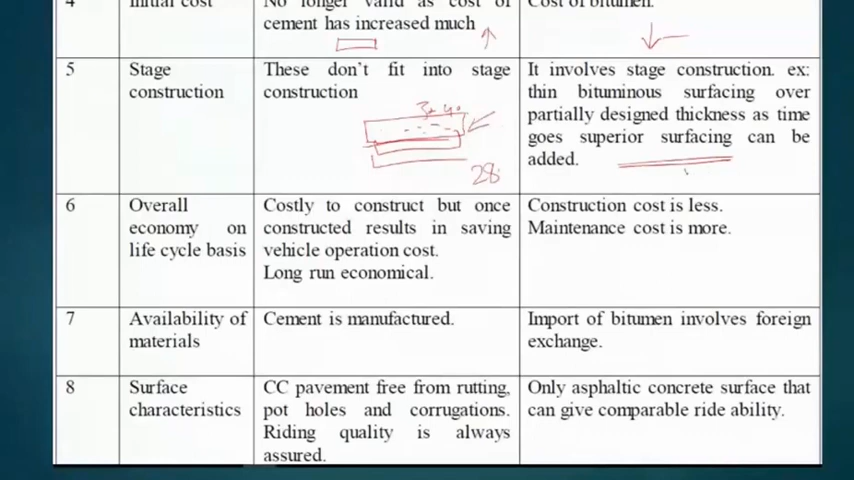 4
Initial cost
No longer valid as cost of
cement has increased much
Cost of bitumen.
5
Stage
construction
These don't fit into stage
construction
28
It involves stage construction. ex:
thin bituminous surfacing over
partially designed thickness as time
goes superior surfacing can be
added.
6
Overall
economy on
life cycle basis
Costly to construct but once
constructed results in saving
vehicle operation cost.
Long run economical.
Construction cost is less.
Maintenance cost is more.
7
Availability of
materials
Cement is manufactured.
Import of bitumen involves foreign
exchange.
8
Surface
characteristics
CC pavement free from rutting,
pot holes and corrugations.
Riding quality is always
assured.
Only asphaltic concrete surface that
can give comparable ride ability.